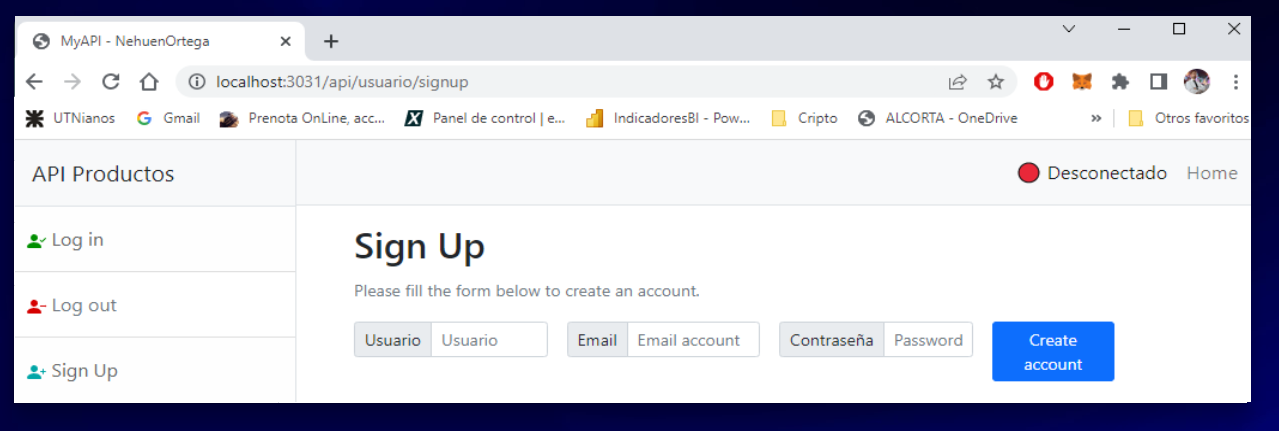 MyAPI - NehuenOrtega
localhost:3031/api/usuario/signup
UTNianos Gmail Prenota OnLine, acc... Panel de control | e... IndicadoresBI - Pow... Cripto ALCORTA - OneDrive » Otros favoritos
API Productos
Desconectado Home
Log in
Log out
Sign Up
Sign Up
Please fill the form below to create an account.
Usuario Usuario Email Email account Contraseña Password Create
account